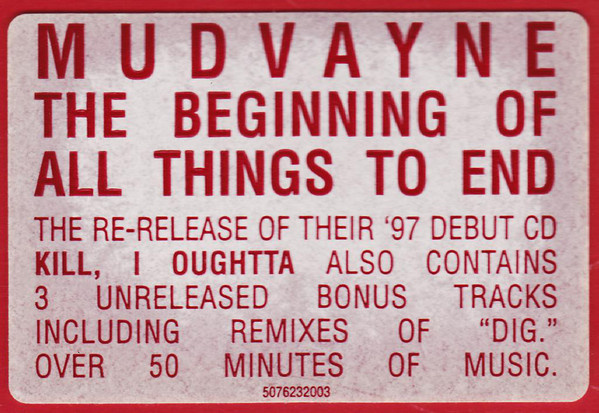 MUDVAYNE
THE BEGINNING OF
ALL THINGS TO END
THE RE-RELEASE OF THEIR '97 DEBUT CD
KILL, I OUGHTTA ALSO CONTAINS
3 UNRELEASED BONUS TRACKS
INCLUDING REMIXES OF "DIG."
OVER 50 MINUTES OF MUSIC.
5076232003